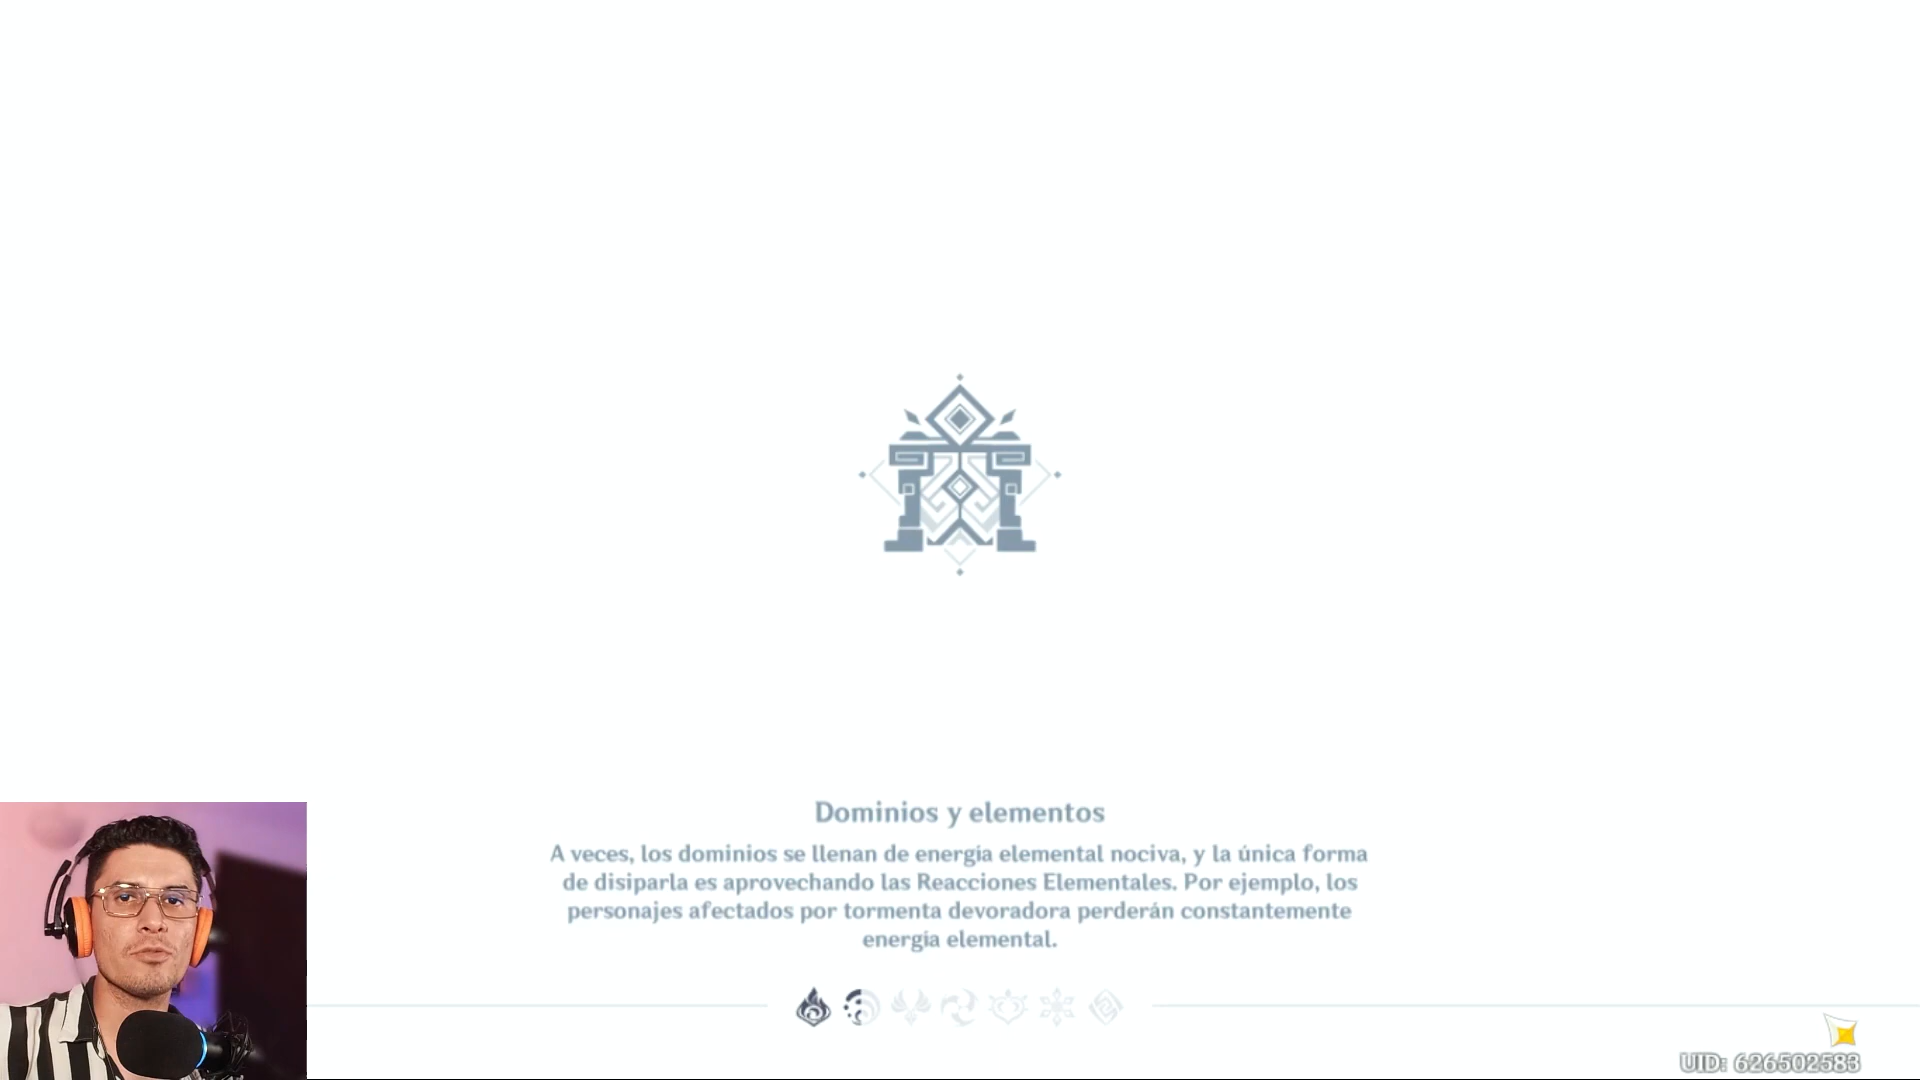 Dominios y elementos
A veces, los dominios se llenan de energía elemental nociva, y la única forma
de disiparla es aprovechando las Reacciones Elementales. Por ejemplo, los
personajes afectados por tormenta devoradora perderán constantemente
energía elemental.
UID: 626502583